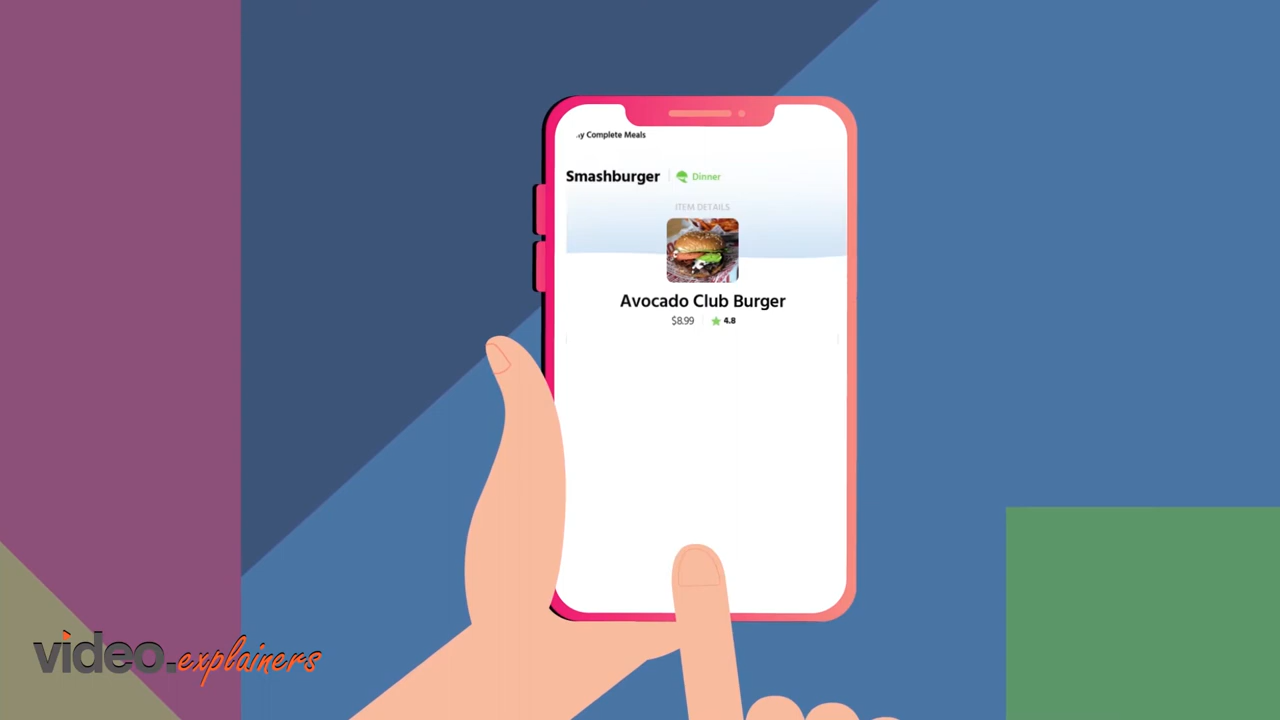 .y Complete Meals
Smashburger
Dinner
ITEM DETAILS
Avocado Club Burger
$8.99 4.8
video.explainers